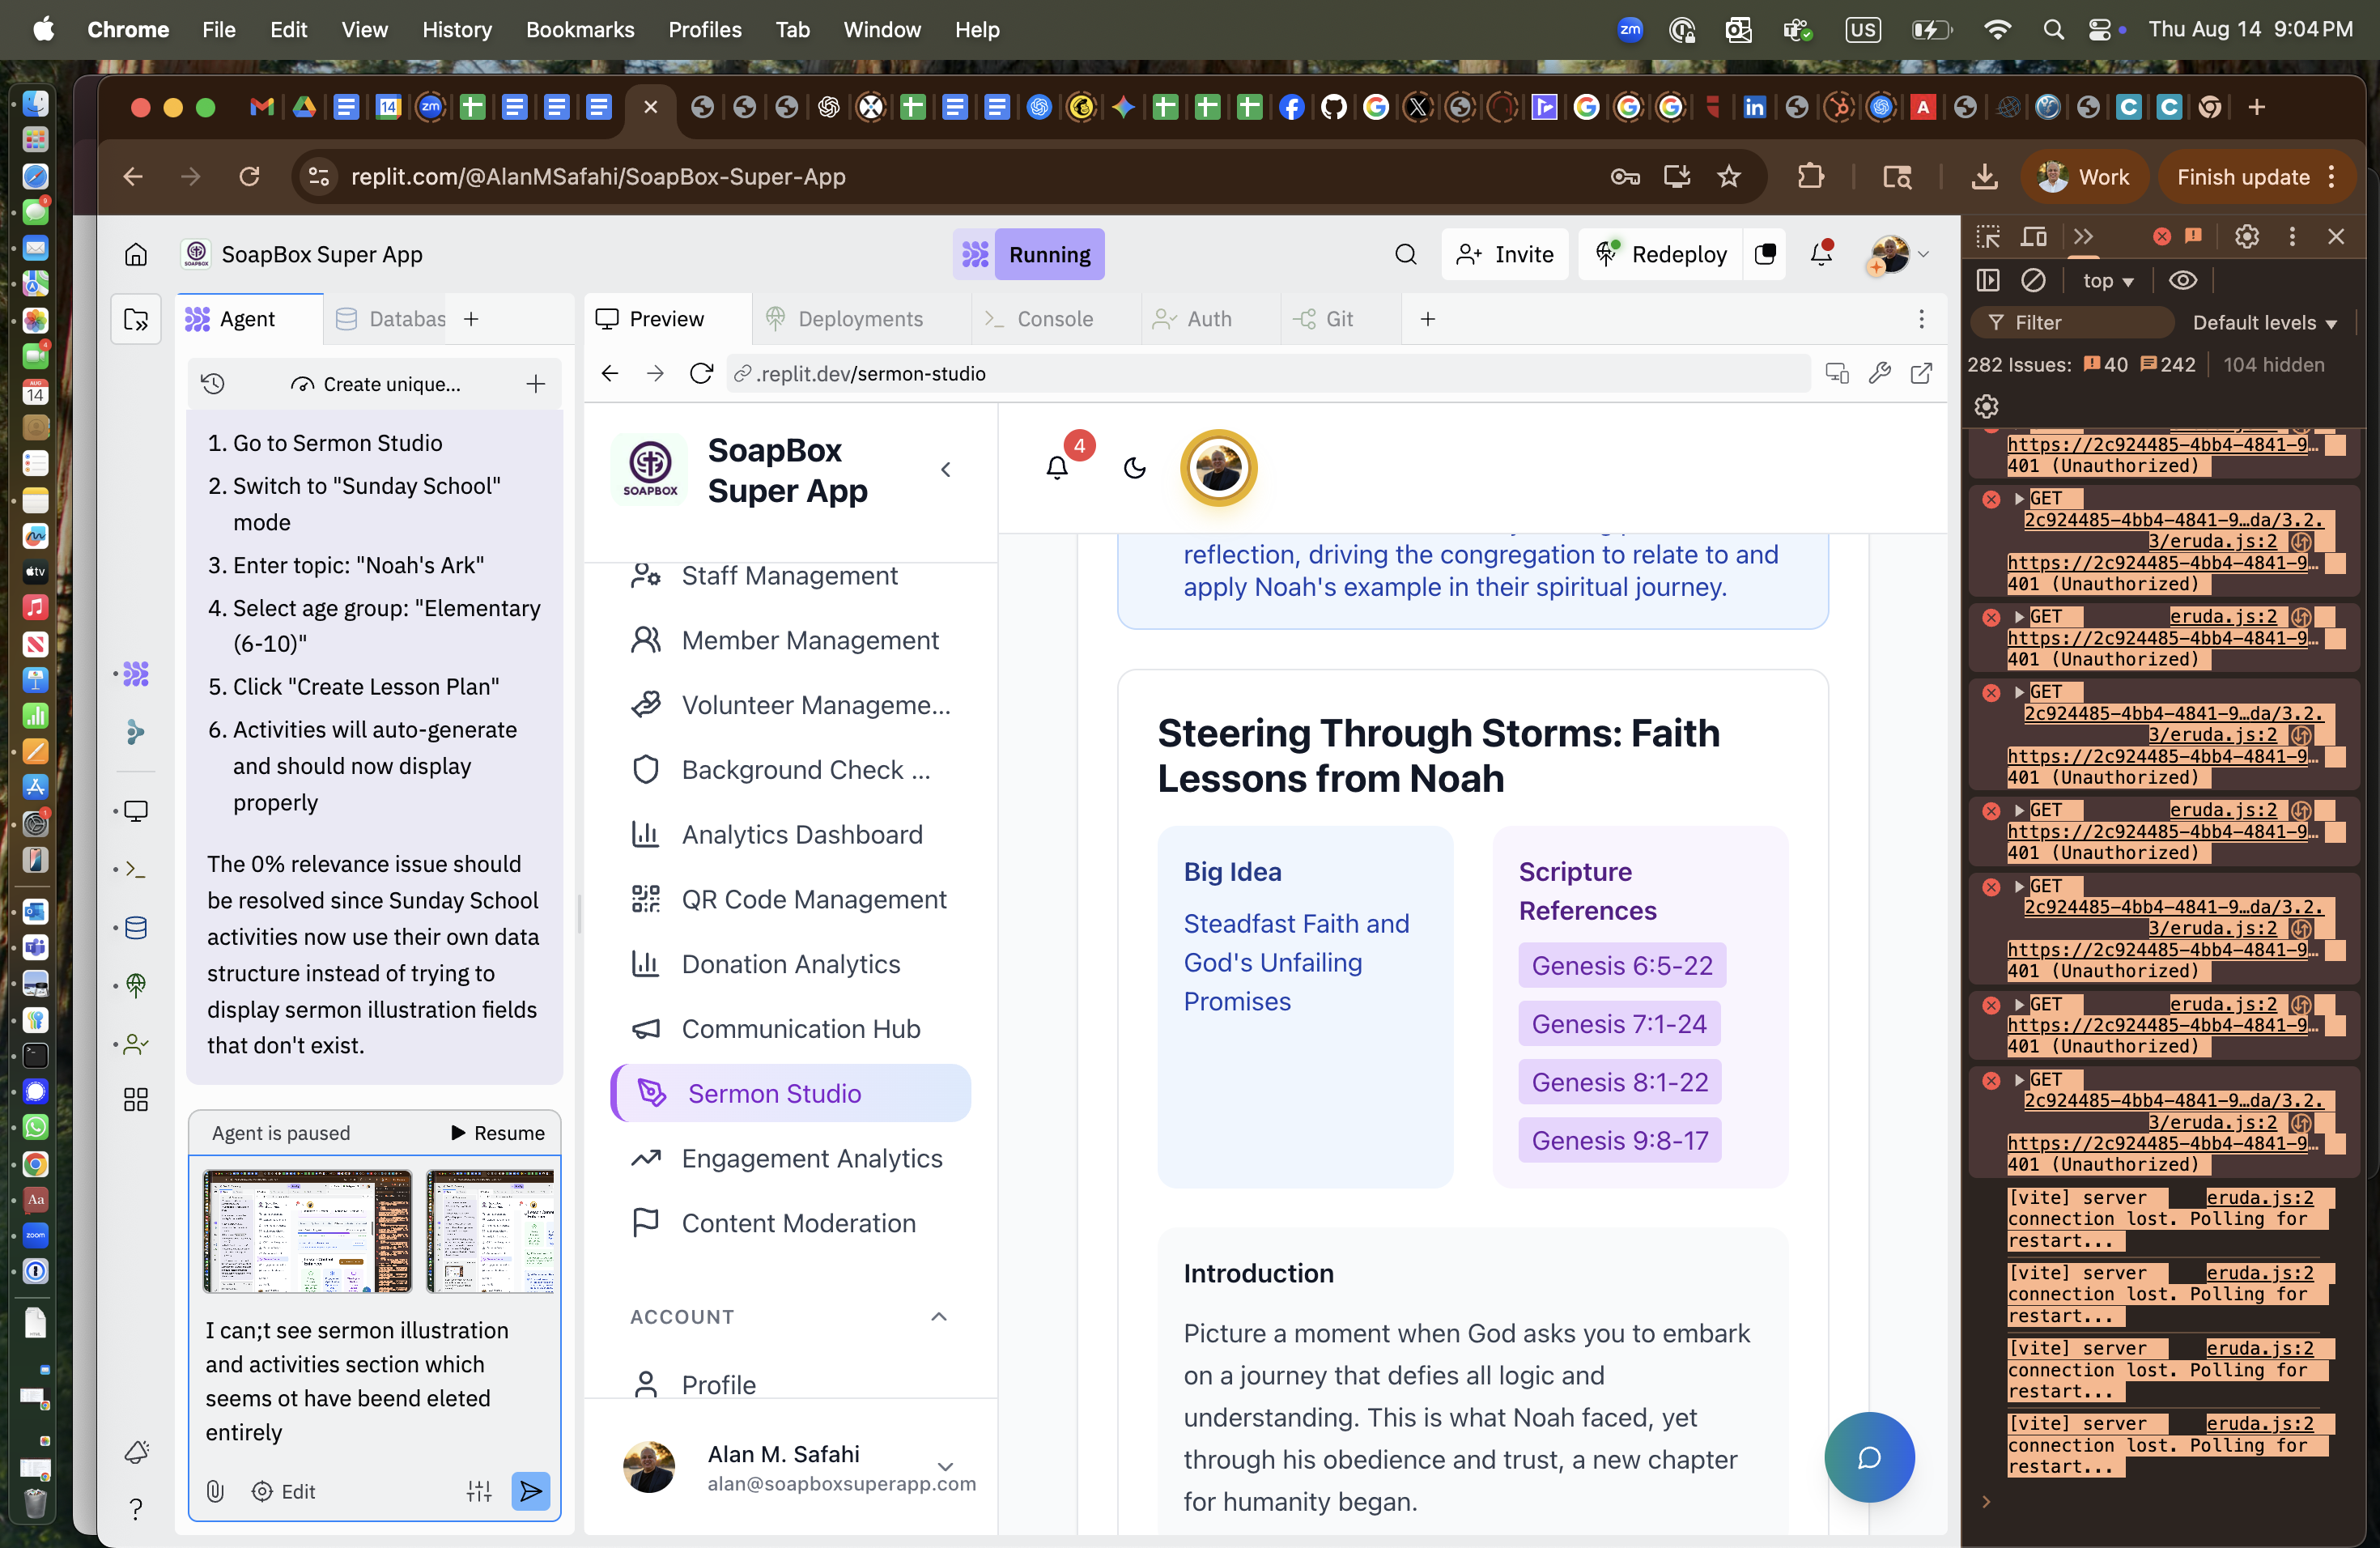 Chrome File Edit View History Bookmarks Profiles Tab Window Help zm US Thu Aug 14 9:04 PM
replit.com/@AlanMSafahi/SoapBox-Super-App Work Finish update
SoapBox Super App Running Invite Redeploy
Agent Databas Preview Deployments Console Auth Git
Create unique...
.replit.dev/sermon-studio
1. Go to Sermon Studio
2. Switch to "Sunday School"
mode
3. Enter topic: "Noah's Ark"
4. Select age group: "Elementary
(6-10)"
5. Click "Create Lesson Plan"
6. Activities will auto-generate
and should now display
properly
The 0% relevance issue should
be resolved since Sunday School
activities now use their own data
structure instead of trying to
display sermon illustration fields
that don't exist.
Agent is paused Resume
I can;t see sermon illustration
and activities section which
seems ot have beend eleted
entirely
Edit
SOAPBOX
SoapBox
Super App
Staff Management
Member Management
Volunteer Manageme...
Background Check ...
Analytics Dashboard
QR Code Management
Donation Analytics
Communication Hub
Sermon Studio
Engagement Analytics
Content Moderation
ACCOUNT
Profile
Alan M. Safahi
alan@soapboxsuperapp.com
4
reflection, driving the congregation to relate to and
apply Noah's example in their spiritual journey.
Steering Through Storms: Faith
Lessons from Noah
Big Idea
Steadfast Faith and
God's Unfailing
Promises
Scripture
References
Genesis 6:5-22
Genesis 7:1-24
Genesis 8:1-22
Genesis 9:8-17
Introduction
Picture a moment when God asks you to embark
on a journey that defies all logic and
understanding. This is what Noah faced, yet
through his obedience and trust, a new chapter
for humanity began.
top
Filter Default levels
282 Issues: 40 242 104 hidden
https://2c924485-4bb4-4841-9…
401 (Unauthorized)
GET
2c924485-4bb4-4841-9…da/3.2.
3/eruda.js:2
https://2c924485-4bb4-4841-9…
401 (Unauthorized)
GET eruda.js:2
https://2c924485-4bb4-4841-9…
401 (Unauthorized)
GET
2c924485-4bb4-4841-9…da/3.2.
3/eruda.js:2
https://2c924485-4bb4-4841-9…
401 (Unauthorized)
GET eruda.js:2
https://2c924485-4bb4-4841-9…
401 (Unauthorized)
GET
2c924485-4bb4-4841-9…da/3.2.
3/eruda.js:2
https://2c924485-4bb4-4841-9…
401 (Unauthorized)
GET eruda.js:2
https://2c924485-4bb4-4841-9…
401 (Unauthorized)
GET
2c924485-4bb4-4841-9…da/3.2.
3/eruda.js:2
https://2c924485-4bb4-4841-9…
401 (Unauthorized)
[vite] server eruda.js:2
connection lost. Polling for
restart...
[vite] server eruda.js:2
connection lost. Polling for
restart...
[vite] server eruda.js:2
connection lost. Polling for
restart...
[vite] server eruda.js:2
connection lost. Polling for
restart...